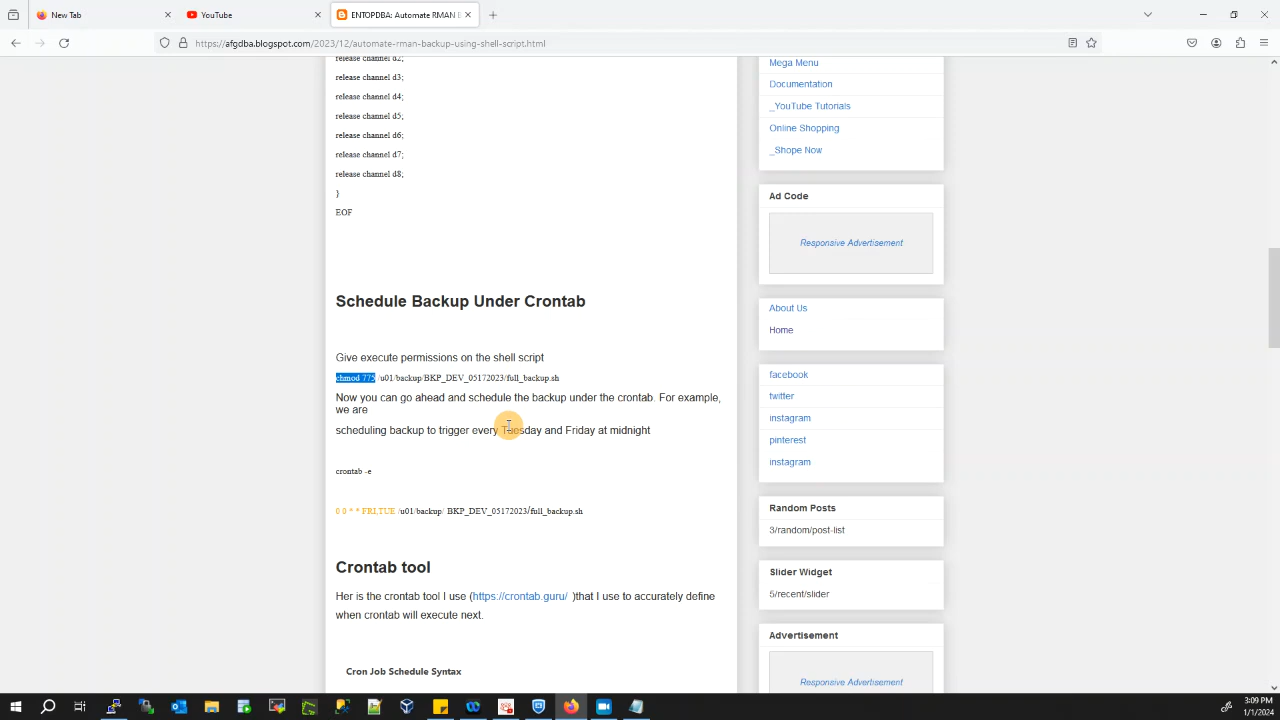 New Tab
YouTube
ENTOPDBA: Automate RMAN
https://afgdba.blogspot.com/2023/12/automate-rman-backup-using-shell-script.html
release channel d2;
release channel d3;
release channel d4;
release channel d5;
release channel d6;
release channel d7;
release channel d8;
}
EOF
Schedule Backup Under Crontab
Give execute permissions on the shell script
chmod 775 /u01/backup/BKP_DEV_05172023/full_backup.sh
Now you can go ahead and schedule the backup under the crontab. For example,
we are
scheduling backup to trigger every Tuesday and Friday at midnight
crontab -e
0 0 * * FRI,TUE /u01/backup/ BKP_DEV_05172023/full_backup.sh
Crontab tool
Her is the crontab tool I use (https://crontab.guru/ )that I use to accurately define
when crontab will execute next.
Cron Job Schedule Syntax
Mega Menu
Documentation
_YouTube Tutorials
Online Shopping
_Shope Now
Ad Code
Responsive Advertisement
About Us
Home
facebook
twitter
instagram
pinterest
instagram
Random Posts
3/random/post-list
Slider Widget
5/recent/slider
Advertisement
Responsive Advertisement
3:09 PM
1/1/2024